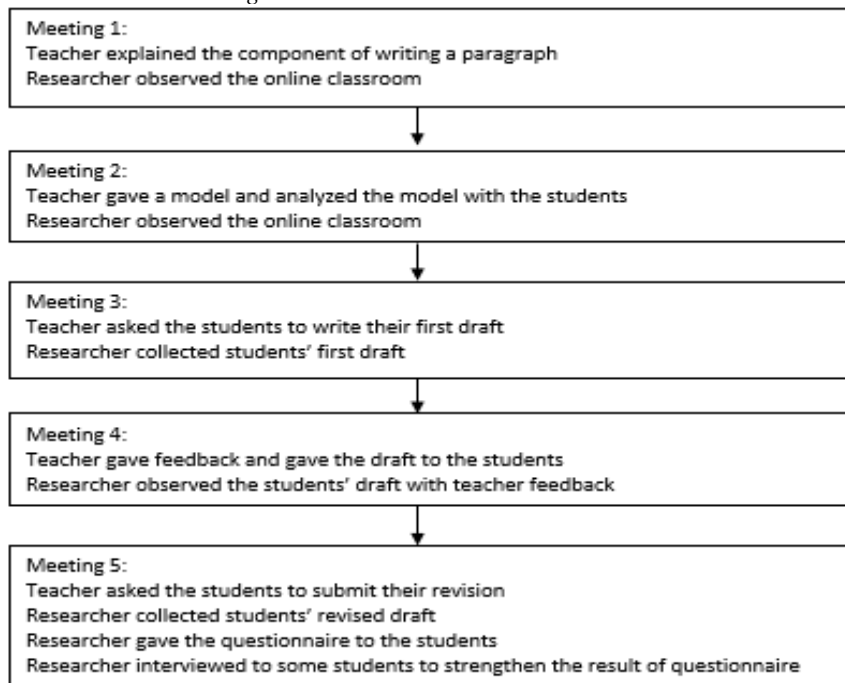 Meeting 1:
Teacher explained the component of writing a paragraph
Researcher observed the online classroom
Meeting 2:
Teacher gave a model and analyzed the model with the students
Researcher observed the online classroom
Meeting 3:
Teacher asked the students to write their first draft
Researcher collected students’ first draft
Meeting 4:
Teacher gave feedback and gave the draft to the students
Researcher observed the students’ draft with teacher feedback
Meeting 5:
Teacher asked the students to submit their revision
Researcher collected students’ revised draft
Researcher gave the questionnaire to the students
Researcher interviewed to some students to strengthen the result of questionnaire